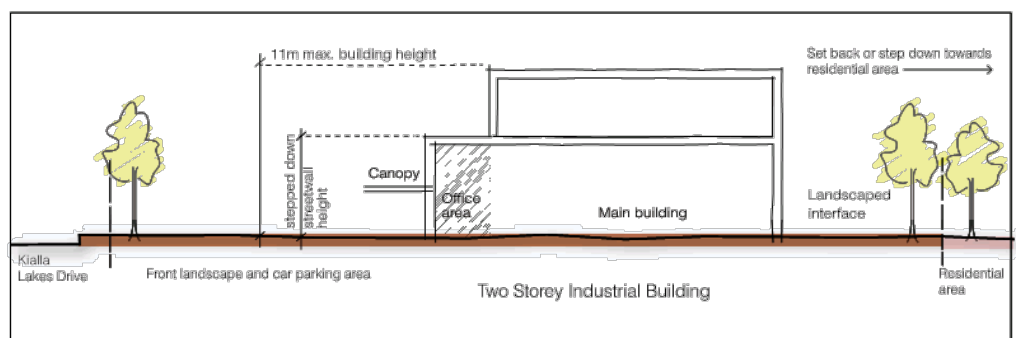 11m max. building height
Set back or step down towards
residential area
stepped down
streetwall
height
Canopy
Office
area
Main building
Landscaped
interface
Kialla
Lakes Drive
Front landscape and car parking area
Residential
area
Two Storey Industrial Building